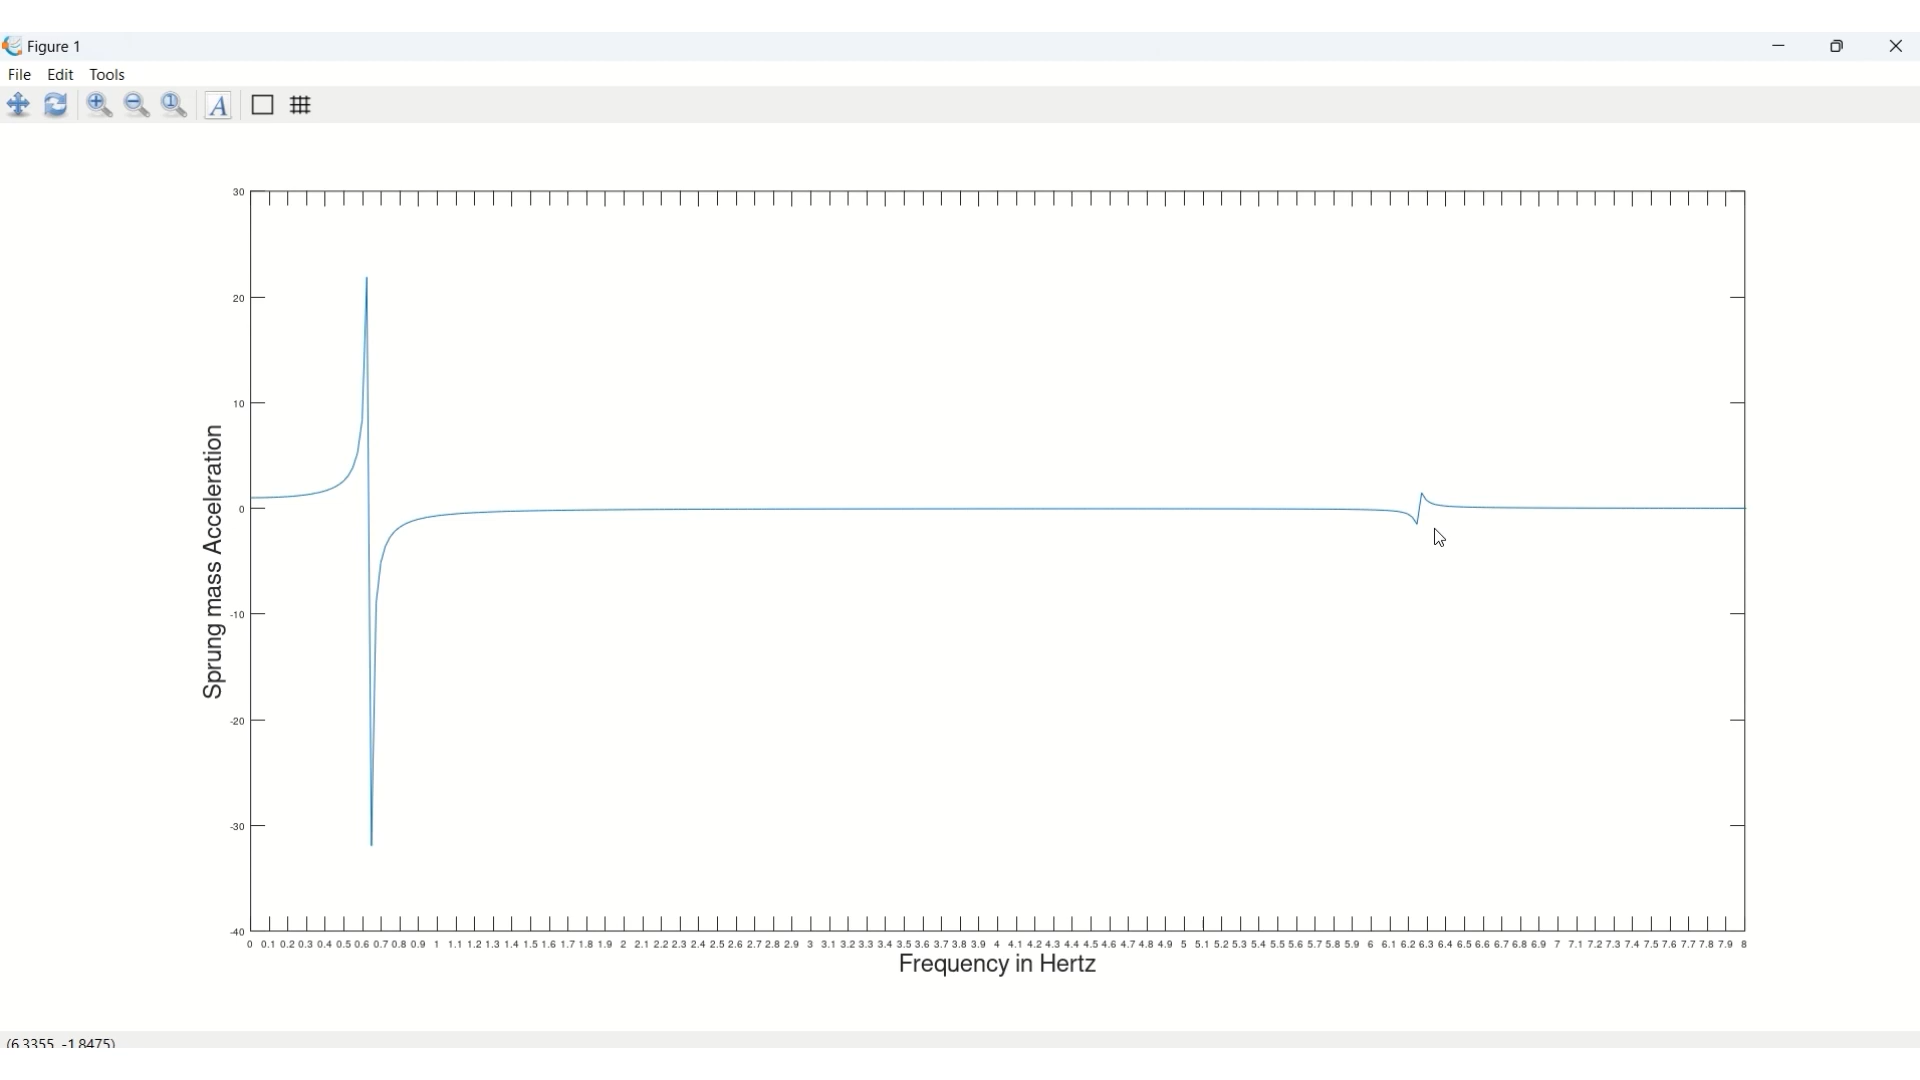 Figure 1
File Edit Tools
A
30
20
10
0
-10
-20
-30
-40
Sprung mass Acceleration
0 0.1 0.2 0.3 0.4 0.5 0.6 0.7 0.8 0.9 1 1.1 1.2 1.3 1.4 1.5 1.6 1.7 1.8 1.9 2 2.1 2.2 2.3 2.4 2.5 2.6 2.7 2.8 2.9 3 3.1 3.2 3.3 3.4 3.5 3.6 3.7 3.8 3.9 4 4.1 4.2 4.3 4.4 4.5 4.6 4.7 4.8 4.9 5 5.1 5.2 5.3 5.4 5.5 5.6 5.7 5.8 5.9 6 6.1 6.2 6.3 6.4 6.5 6.6 6.7 6.8 6.9 7 7.1 7.2 7.3 7.4 7.5 7.6 7.7 7.8 7.9 8
Frequency in Hertz
(6.3355, -1.8475)